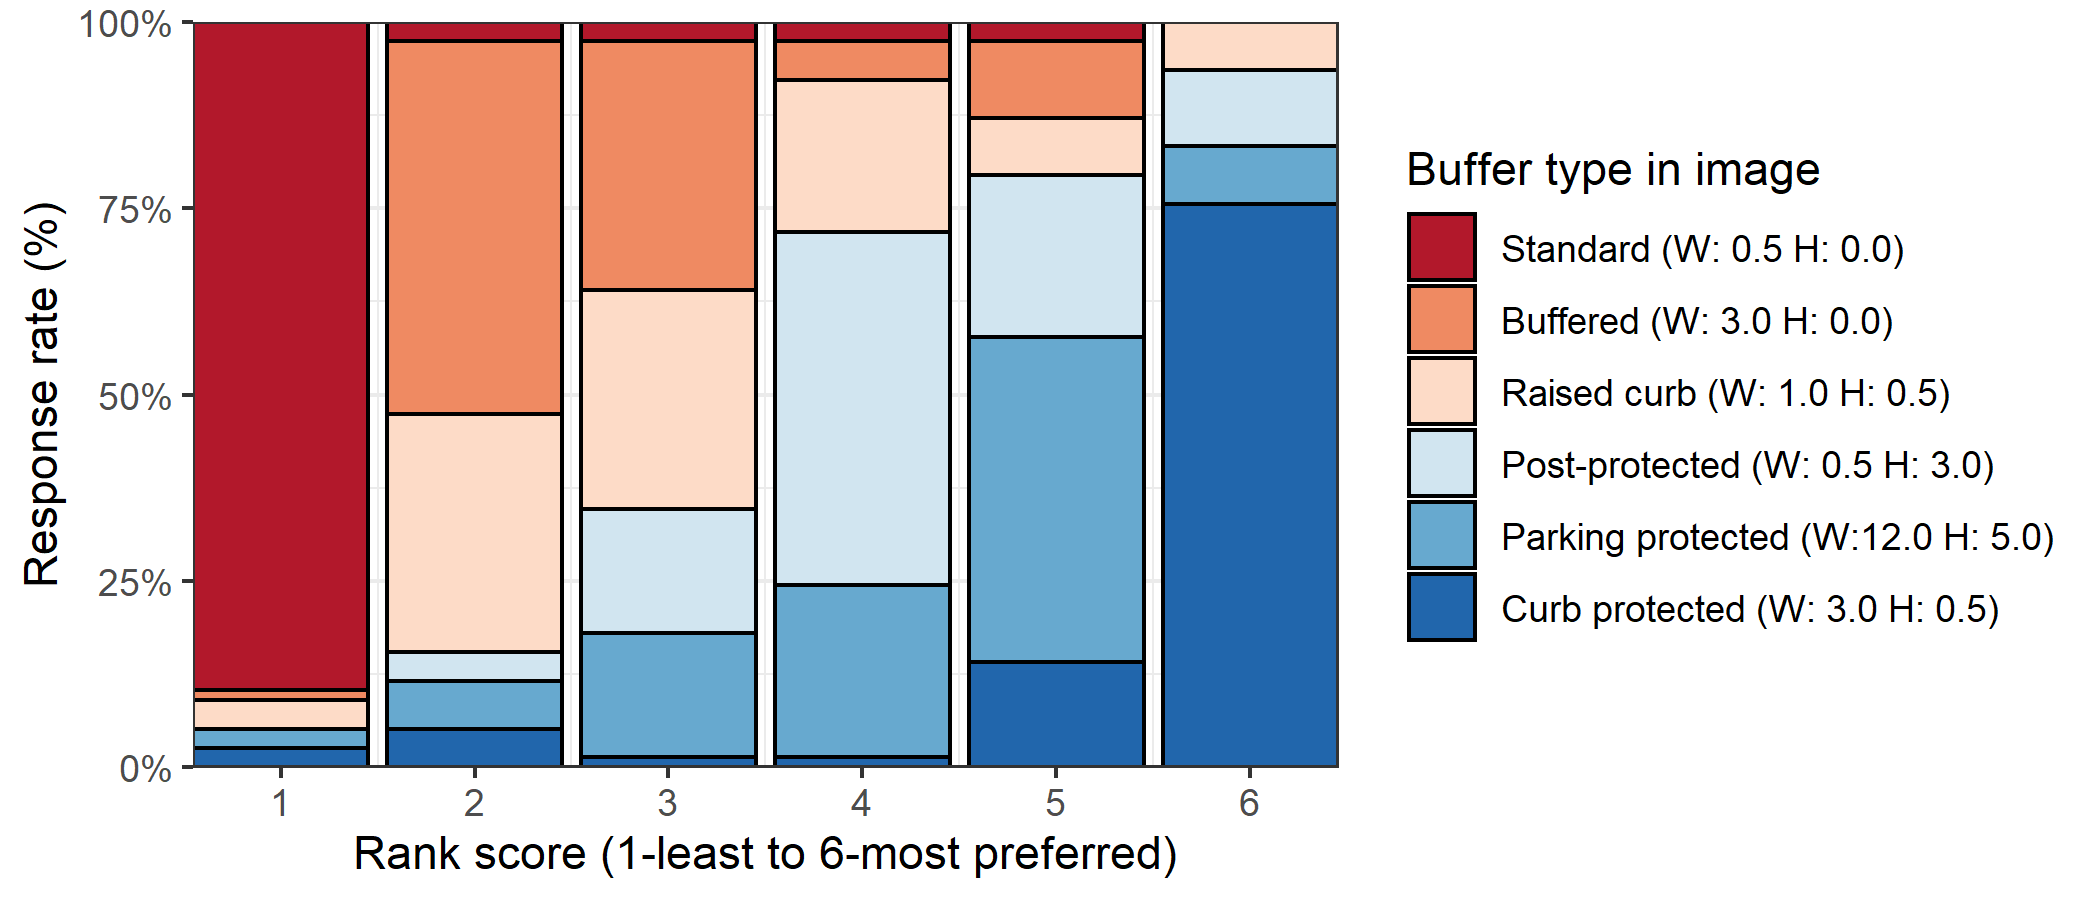 100%
75%
50%
25%
0%
Response rate (%)
1 2 3 4 5 6
Rank score (1-least to 6-most preferred)
Buffer type in image
Standard (W: 0.5 H: 0.0)
Buffered (W: 3.0 H: 0.0)
Raised curb (W: 1.0 H: 0.5)
Post-protected (W: 0.5 H: 3.0)
Parking protected (W:12.0 H: 5.0)
Curb protected (W: 3.0 H: 0.5)